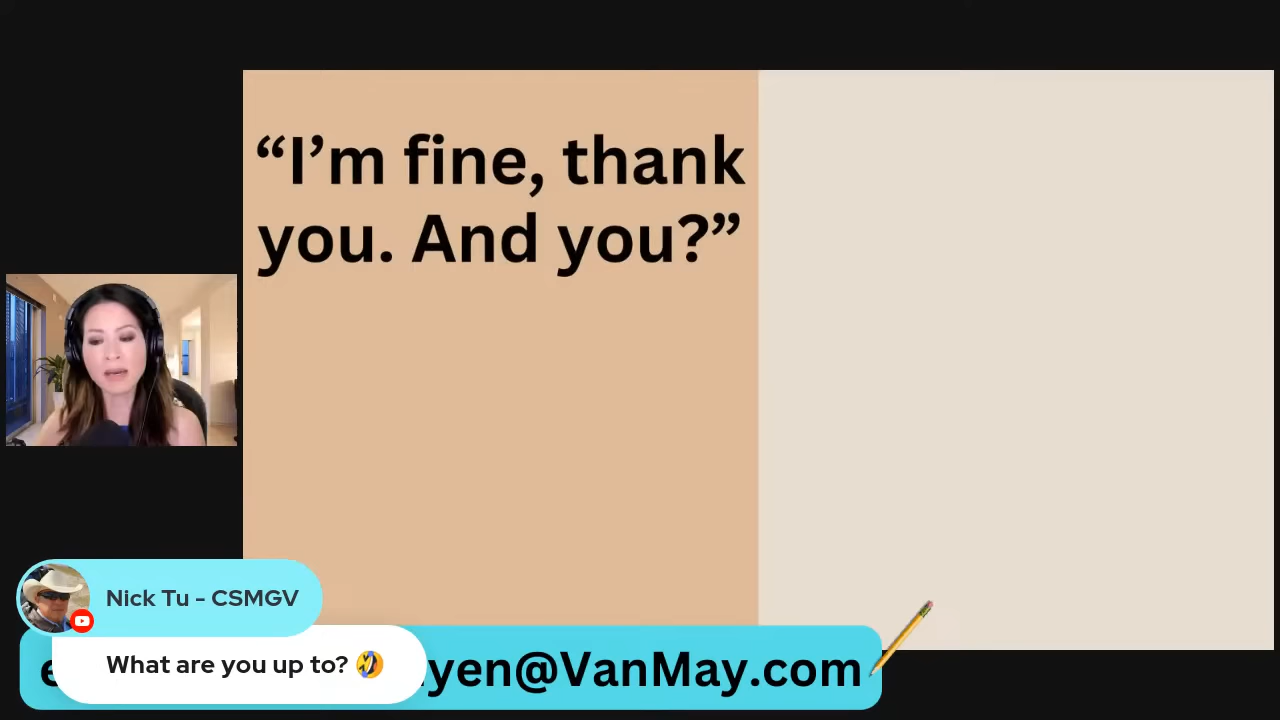 “I’m fine, thank
you. And you?”
Nick Tu - CSMGV
What are you up to? 🤣
yen@VanMay.com